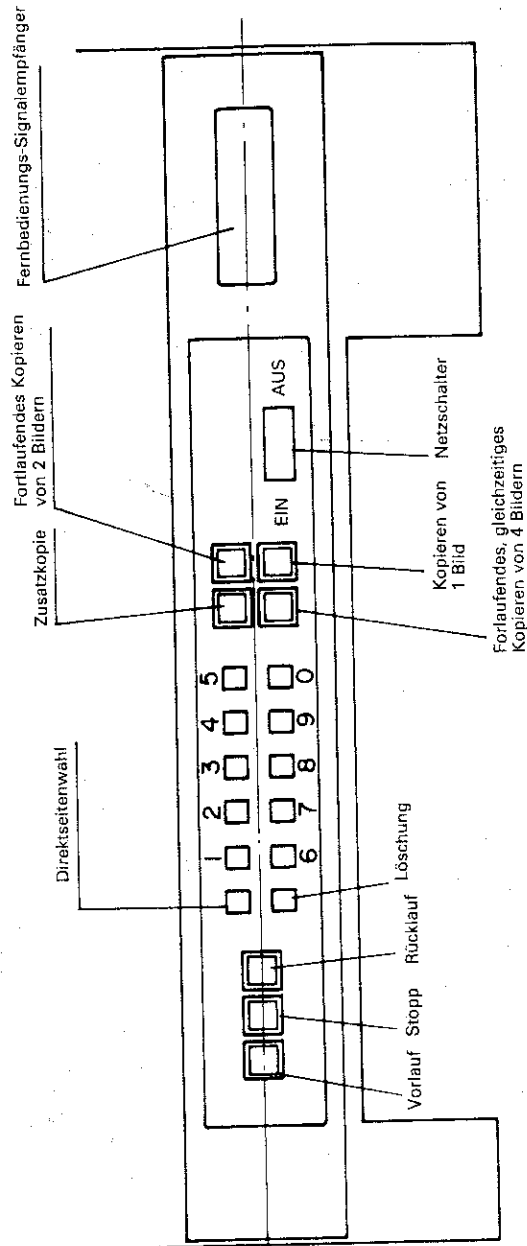 Fernbedienungs-Signalempfänger
Fortlaufendes Kopieren
von 2 Bildern
Zusatzkopie
Direktseitenwahl
1 2 3 4 5
6 7 8 9 0
EIN AUS
Vorlauf Stopp Rücklauf Löschung
Kopieren von
1 Bild
Netzschalter
Forlaufendes, gleichzeitiges
Kopieren von 4 Bildern